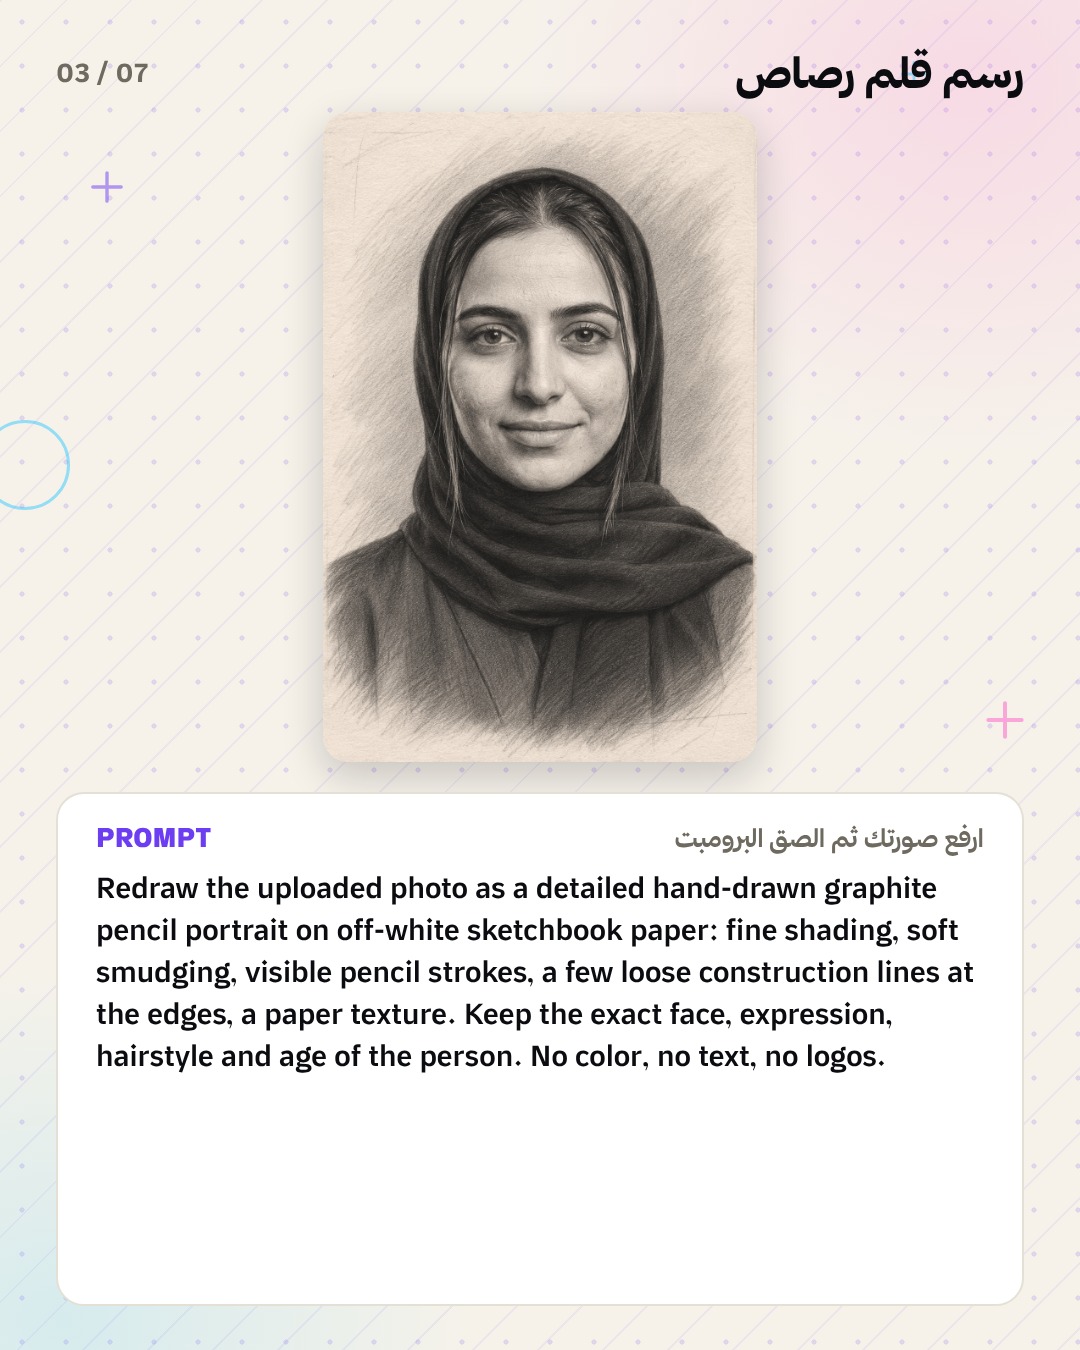 03 / 07
رسم قلم رصاص
PROMPT
ارفع صورتك ثم الصق البرومبت
Redraw the uploaded photo as a detailed hand-drawn graphite
pencil portrait on off-white sketchbook paper: fine shading, soft
smudging, visible pencil strokes, a few loose construction lines at
the edges, a paper texture. Keep the exact face, expression,
hairstyle and age of the person. No color, no text, no logos.